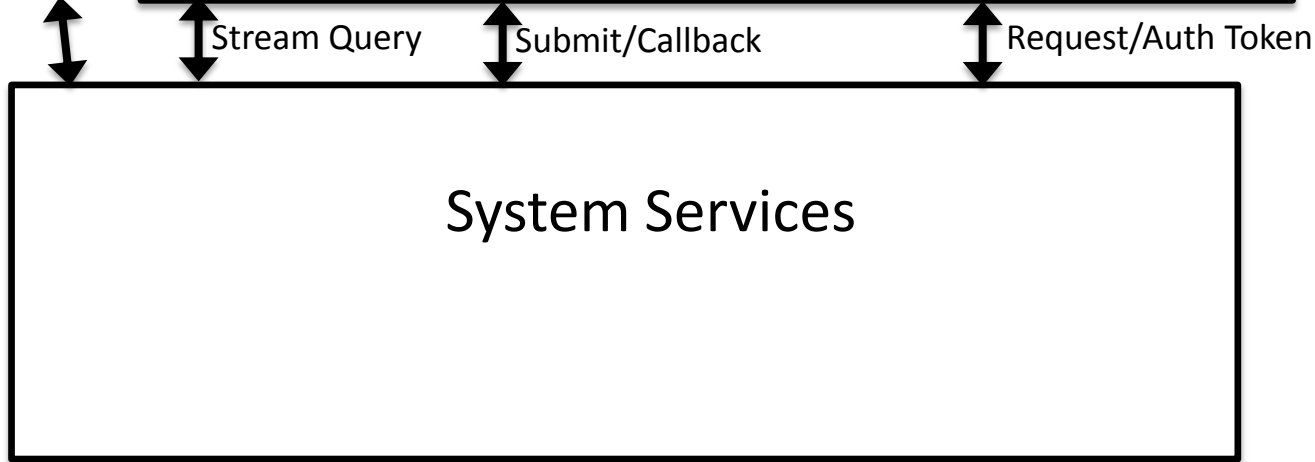 Stream Query
Submit/Callback
Request/Auth Token
System Services